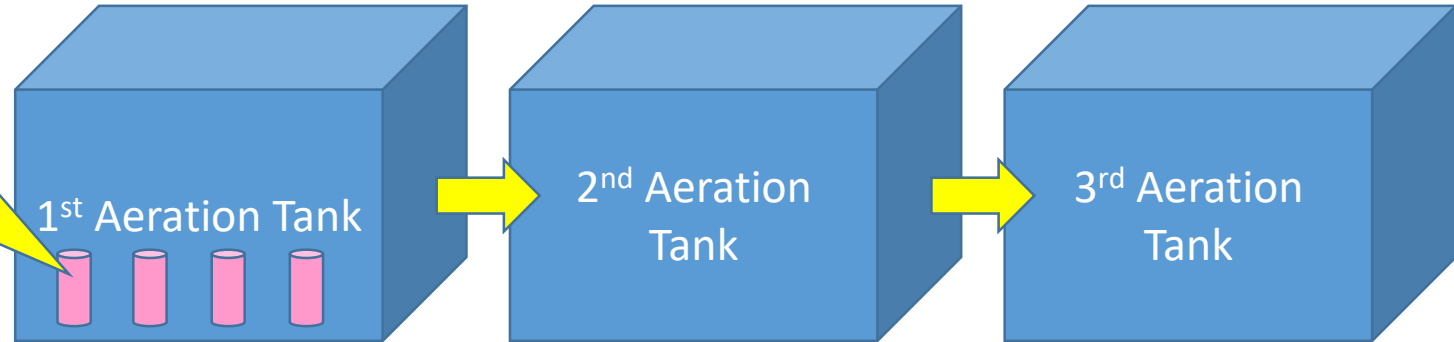 1st Aeration Tank
2nd Aeration
Tank
3rd Aeration
Tank